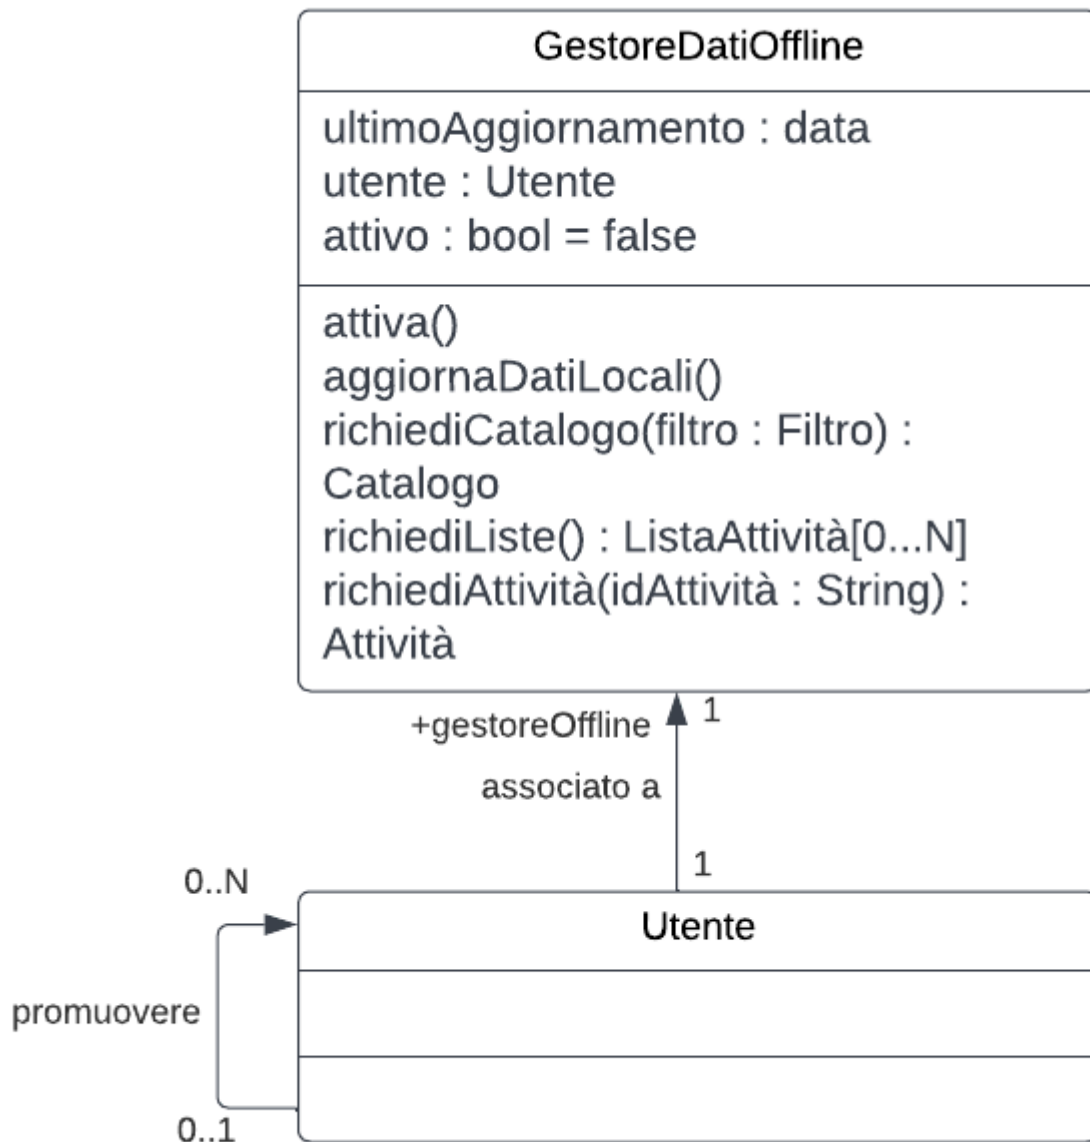 GestoreDatiOffline
ultimoAggiornamento : data
utente : Utente
attivo : bool = false
attiva()
aggiornaDatiLocali()
richiediCatalogo(filtro : Filtro) :
Catalogo
richiediListe() : ListaAttività[0...N]
richiediAttività(idAttività : String) :
Attività
+gestoreOffline
1
associato a
1
0..N
Utente
promuovere
0..1